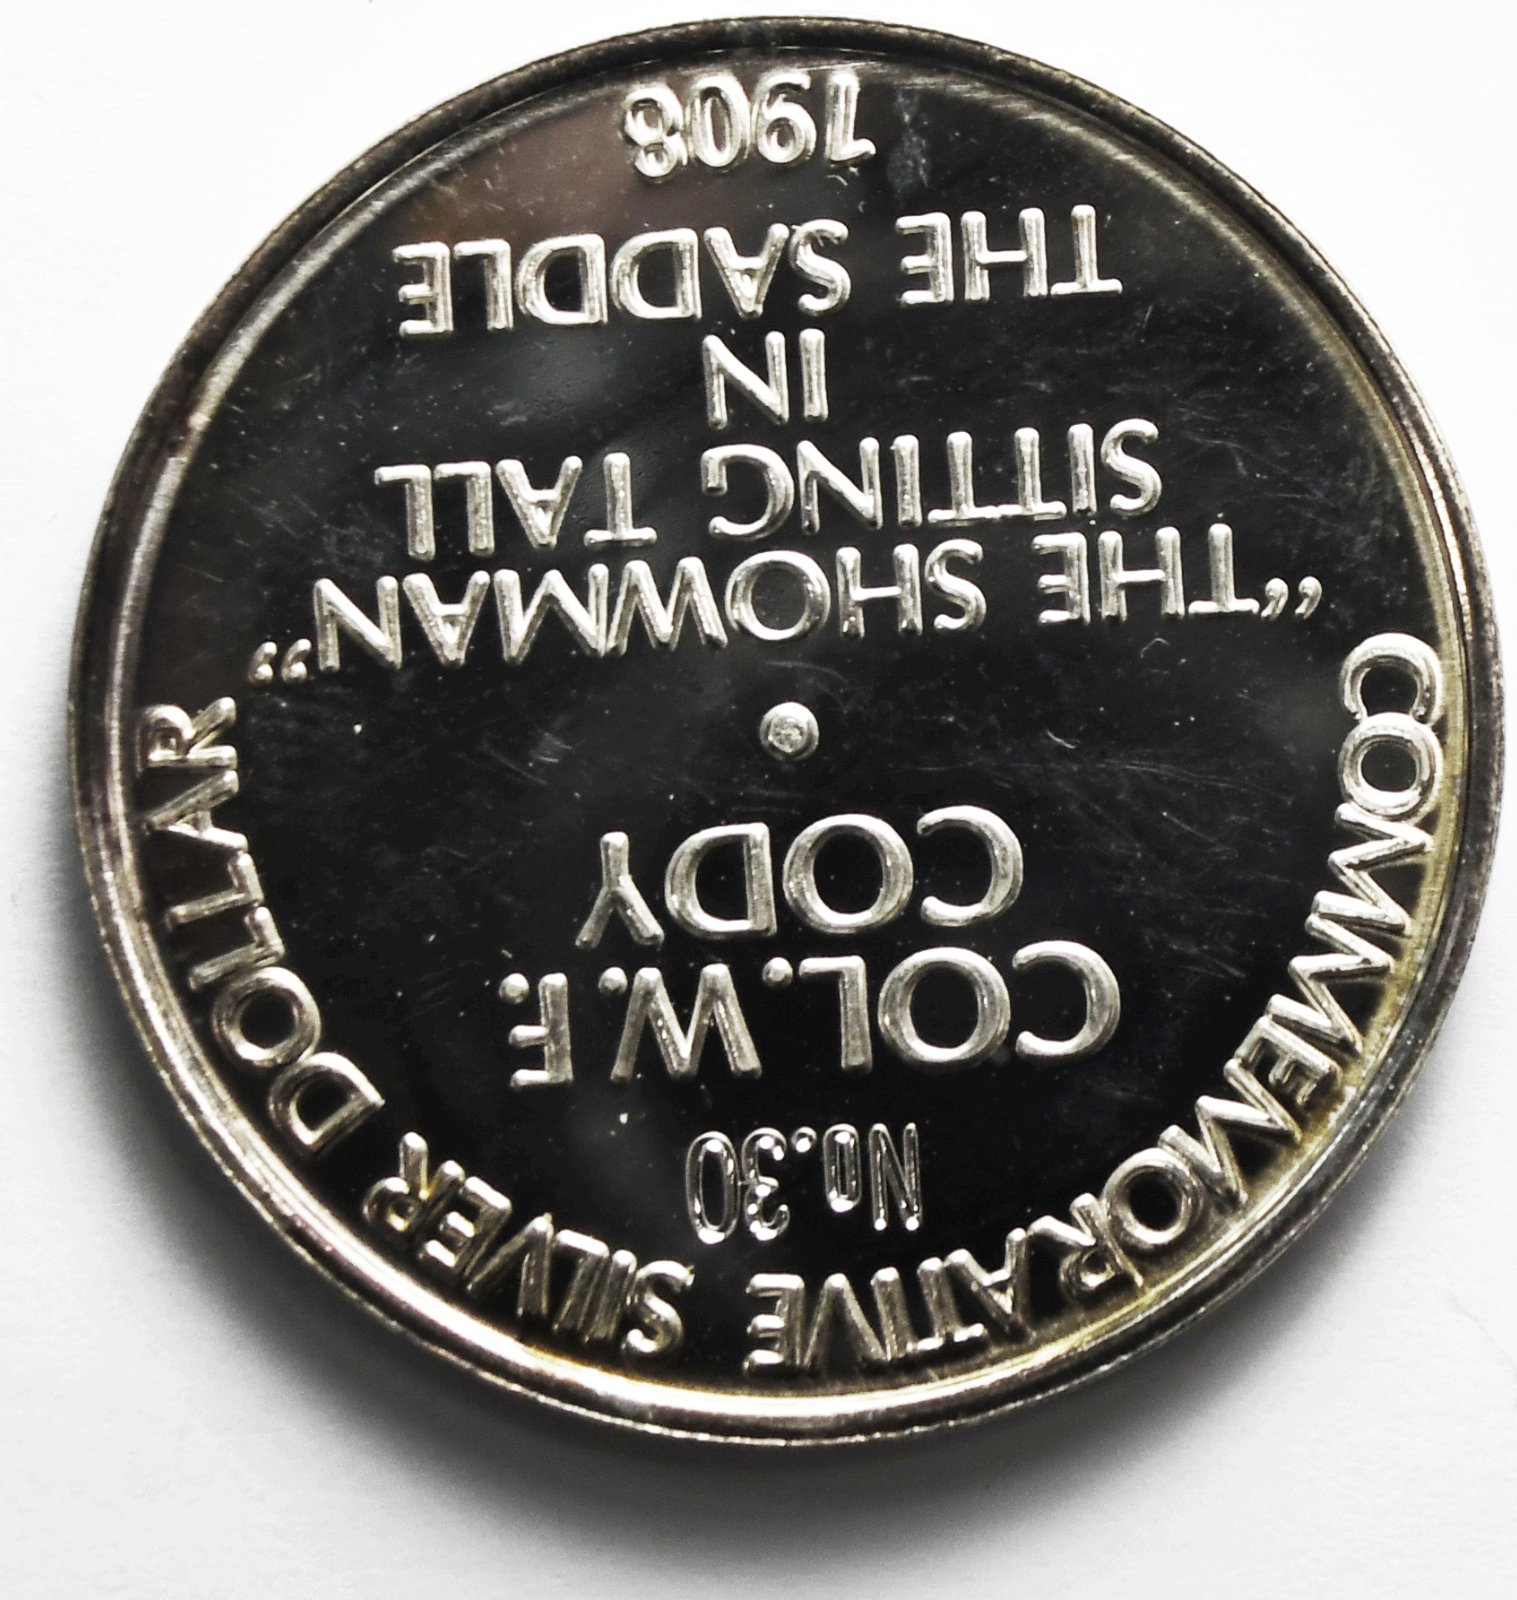 COMMEMORATIVE SILVER DOLLAR
No.30
COL. W. F.
CODY
"THE SHOWMAN"
SITTING TALL
IN
THE SADDLE
1908